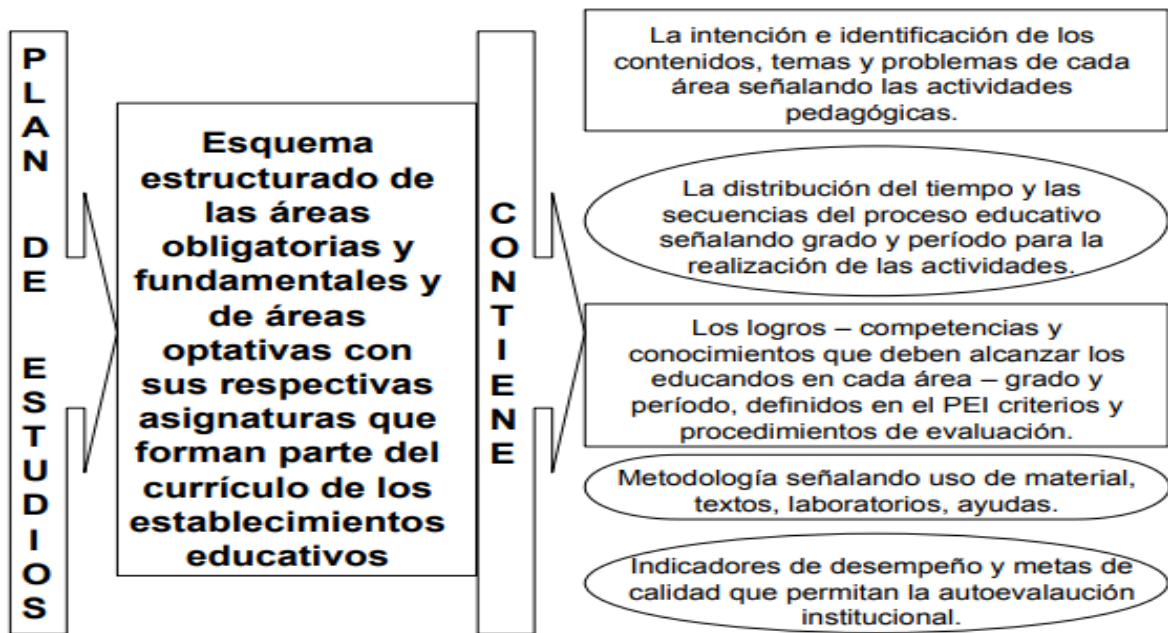 PLAN DE ESTUDIOS
Esquema
estructurado de
las áreas
obligatorias y
fundamentales y
de áreas
optativas con
sus respectivas
asignaturas que
forman parte del
currículo de los
establecimientos
educativos
CONTIENE
La intención e identificación de los
contenidos, temas y problemas de cada
área señalando las actividades
pedagógicas.
La distribución del tiempo y las
secuencias del proceso educativo
señalando grado y período para la
realización de las actividades.
Los logros – competencias y
conocimientos que deben alcanzar los
educandos en cada área – grado y
período, definidos en el PEI criterios y
procedimientos de evaluación.
Metodología señalando uso de material,
textos, laboratorios, ayudas.
Indicadores de desempeño y metas de
calidad que permitan la autoevalaución
institucional.